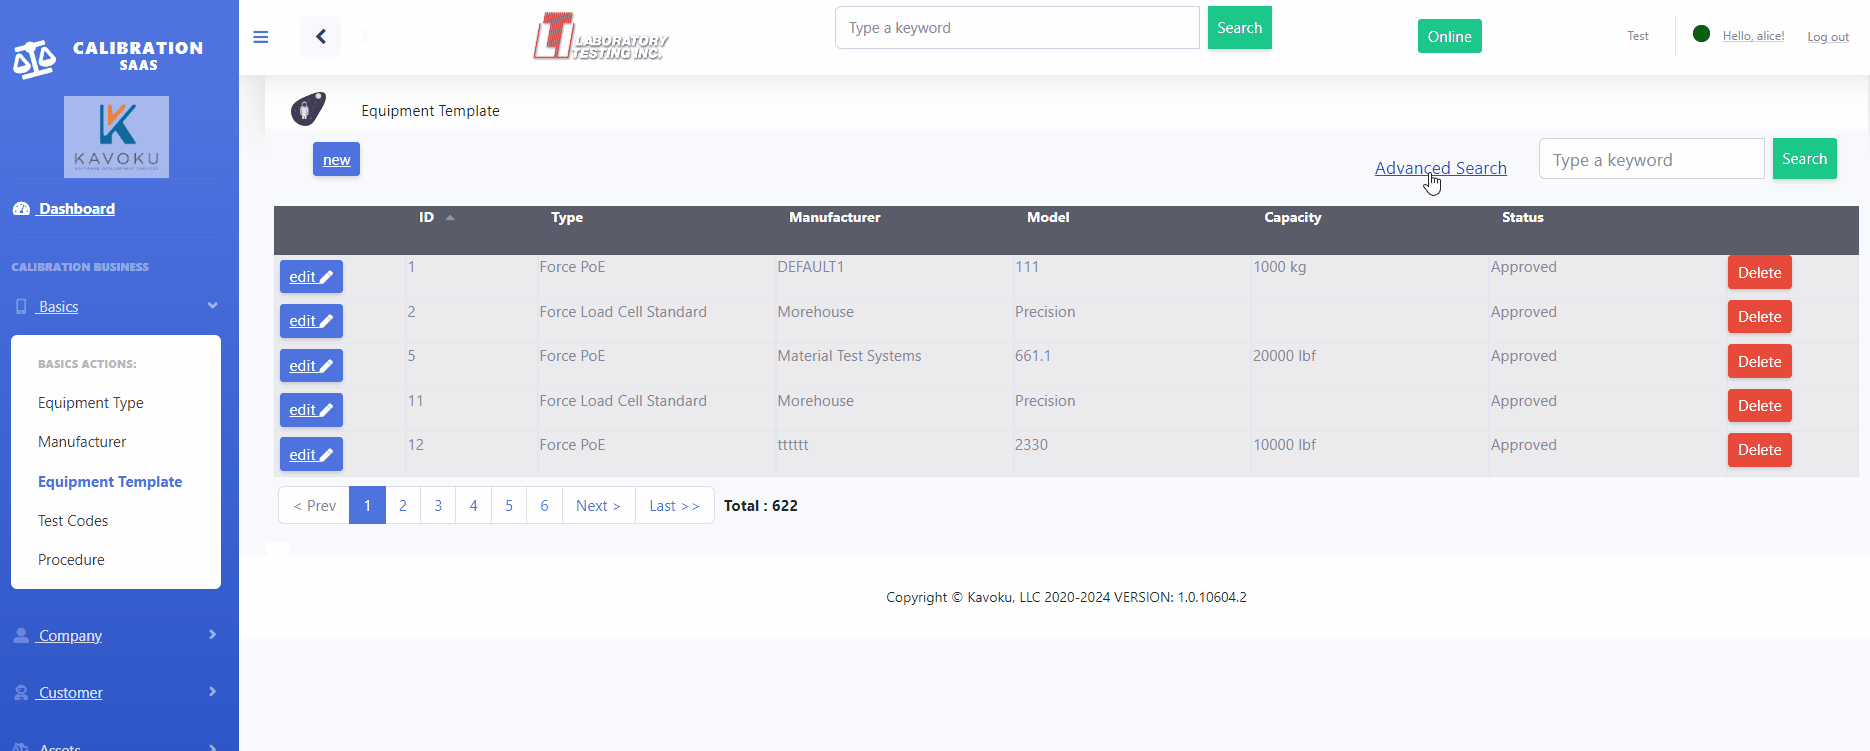 CALIBRATION
SAAS
KAVOKU
Dashboard
CALIBRATION BUSINESS
Basics
BASICS ACTIONS:
Equipment Type
Manufacturer
Equipment Template
Test Codes
Procedure
Company
Customer
Assets
LABORATORY
TESTING INC.
Type a keyword
Search
Online
Test
Hello, alice!
Log out
Equipment Template
new
Advanced Search
Type a keyword
Search
ID Type Manufacturer Model Capacity Status
edit 1 Force PoE DEFAULT1 111 1000 kg Approved Delete
edit 2 Force Load Cell Standard Morehouse Precision Approved Delete
edit 5 Force PoE Material Test Systems 661.1 20000 lbf Approved Delete
edit 11 Force Load Cell Standard Morehouse Precision Approved Delete
edit 12 Force PoE tttttt 2330 10000 lbf Approved Delete
< Prev 1 2 3 4 5 6 Next > Last >> Total : 622
Copyright © Kavoku, LLC 2020-2024 VERSION: 1.0.10604.2